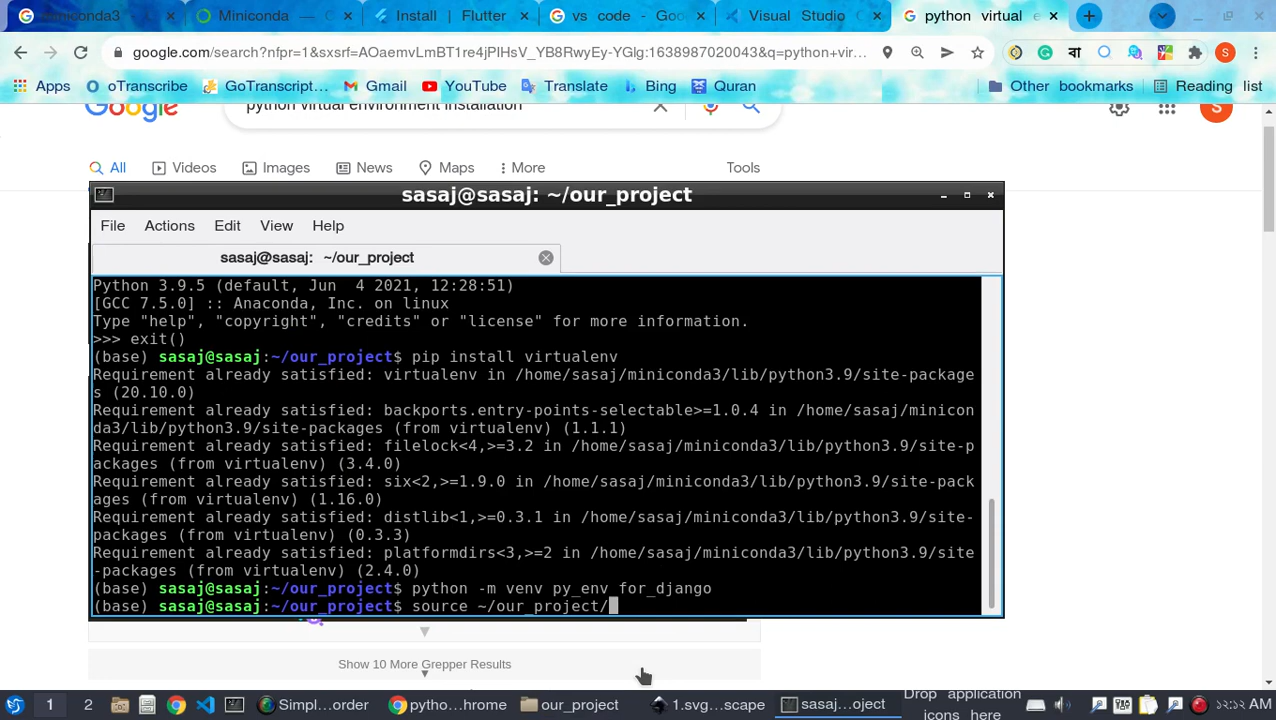 miniconda3
Miniconda — C
Install | Flutter
vs code - Goo
Visual Studio C
python virtual e
google.com/search?nfpr=1&sxsrf=AOaemvLmBT1re4jPIHsV_YB8RwyEy-YGlg:1638987020043&q=python+vir...
বা
S
Apps
oTranscribe
GoTranscript...
Gmail
YouTube
Translate
Bing
Quran
Other bookmarks
Reading list
Google
python virtual environment installation
S
All
Videos
Images
News
Maps
More
Tools
sasaj@sasaj: ~/our_project
File Actions Edit View Help
sasaj@sasaj: ~/our_project
Python 3.9.5 (default, Jun  4 2021, 12:28:51)
[GCC 7.5.0] :: Anaconda, Inc. on linux
Type "help", "copyright", "credits" or "license" for more information.
>>> exit()
(base) sasaj@sasaj:~/our_project$ pip install virtualenv
Requirement already satisfied: virtualenv in /home/sasaj/miniconda3/lib/python3.9/site-package
s (20.10.0)
Requirement already satisfied: backports.entry-points-selectable>=1.0.4 in /home/sasaj/minicon
da3/lib/python3.9/site-packages (from virtualenv) (1.1.1)
Requirement already satisfied: filelock<4,>=3.2 in /home/sasaj/miniconda3/lib/python3.9/site-p
ackages (from virtualenv) (3.4.0)
Requirement already satisfied: six<2,>=1.9.0 in /home/sasaj/miniconda3/lib/python3.9/site-pack
ages (from virtualenv) (1.16.0)
Requirement already satisfied: distlib<1,>=0.3.1 in /home/sasaj/miniconda3/lib/python3.9/site-
packages (from virtualenv) (0.3.3)
Requirement already satisfied: platformdirs<3,>=2 in /home/sasaj/miniconda3/lib/python3.9/site
-packages (from virtualenv) (2.4.0)
(base) sasaj@sasaj:~/our_project$ python -m venv py_env_for_django
(base) sasaj@sasaj:~/our_project$ source ~/our_project/
Show 10 More Grepper Results
1
2
Simpl...order
pytho...hrome
our_project
1.svg...scape
sasaj...oject
Drop application
icons here
১২:১২ AM